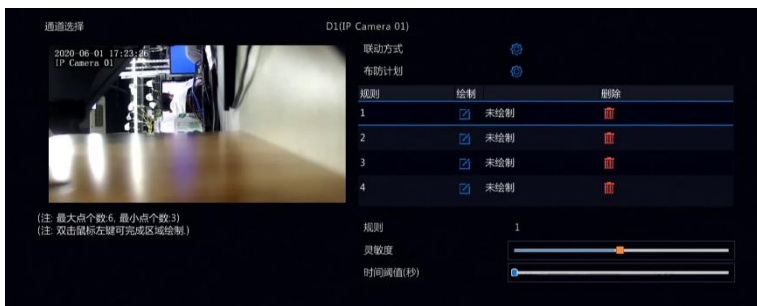 通道选择 D1(IP Camera 01)
2020-06-01 17:23:26
IP Camera 01
(注: 最大点个数:6, 最小点个数:3)
(注: 双击鼠标左键可完成区域绘制.)
联动方式
布防计划
规则 绘制 删除
1 未绘制
2 未绘制
3 未绘制
4 未绘制
规则 1
灵敏度
时间阈值(秒)